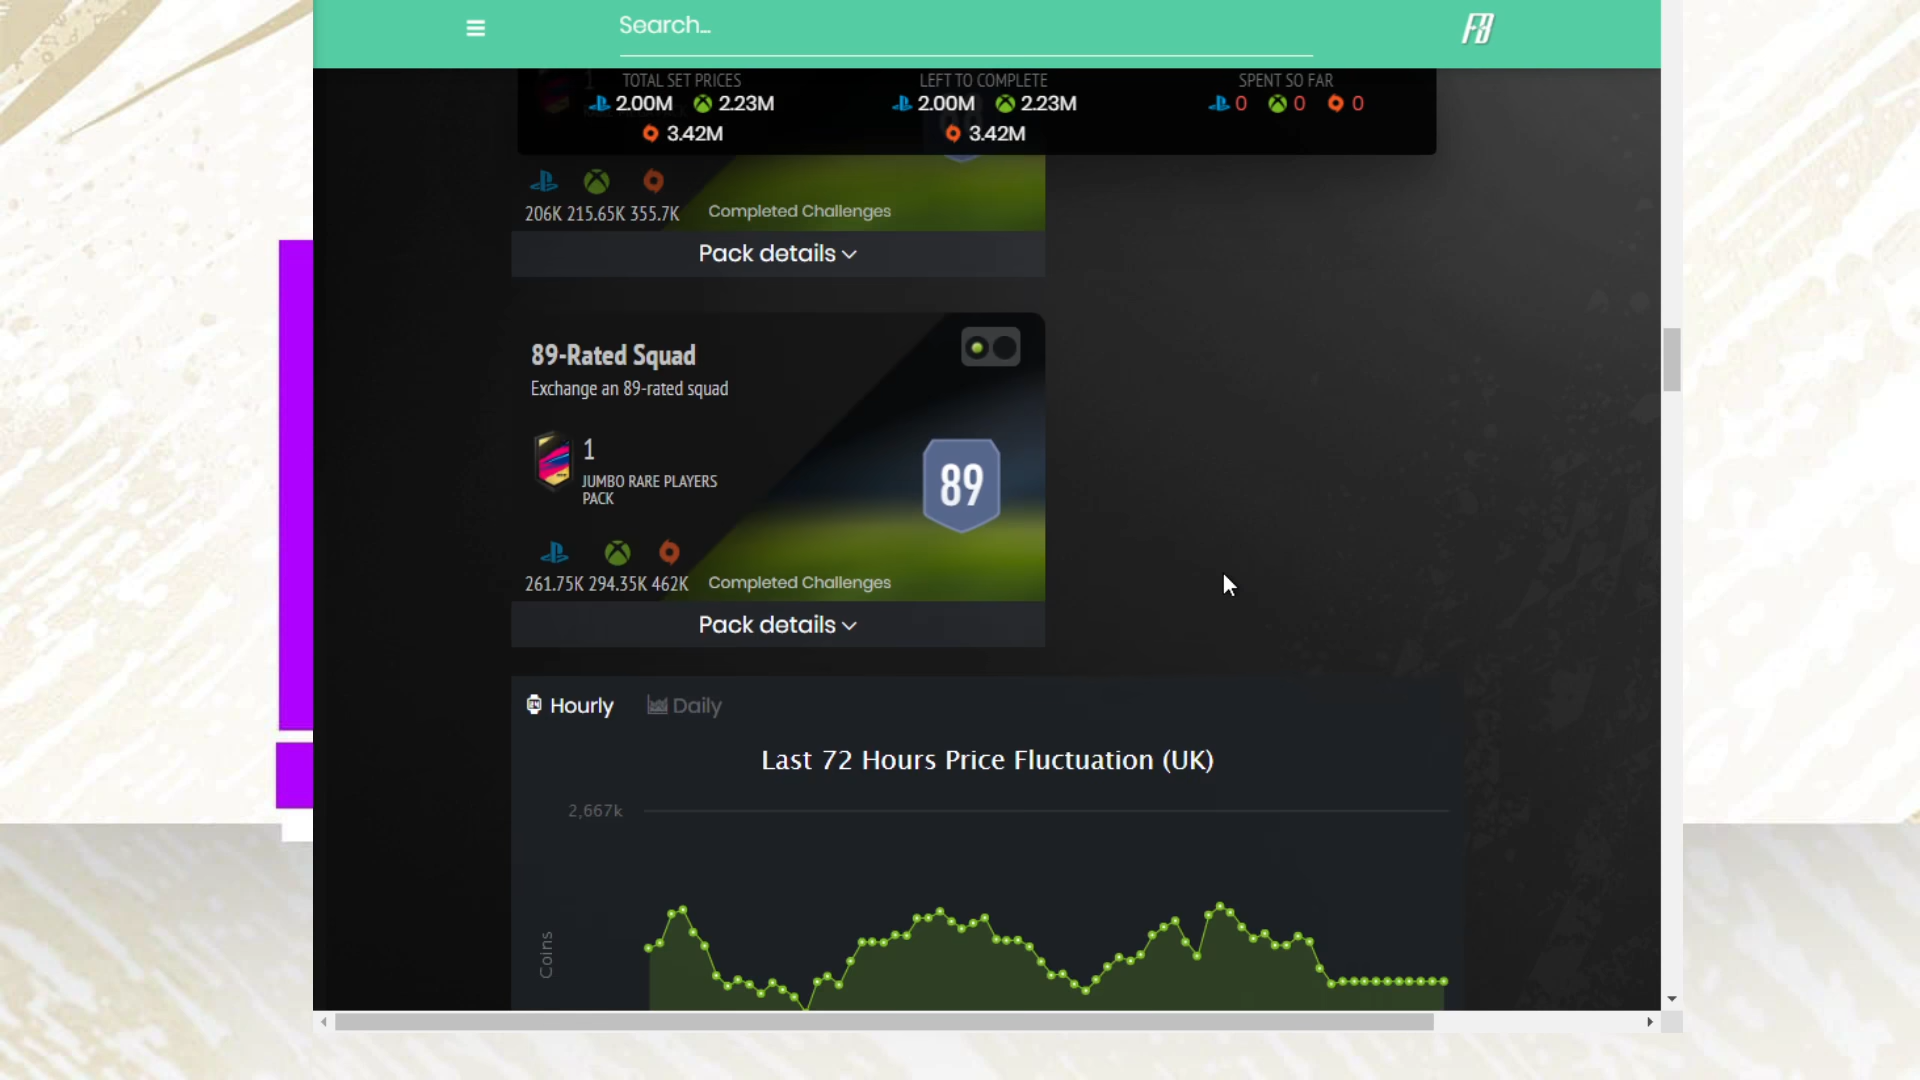 Search...
FB
TOTAL SET PRICES LEFT TO COMPLETE SPENT SO FAR
2.00M 2.23M 2.00M 2.23M 0 0 0
3.42M 3.42M
206K 215.65K 355.7K Completed Challenges
Pack details
89-Rated Squad
Exchange an 89-rated squad
1
JUMBO RARE PLAYERS
PACK
89
261.75K 294.35K 462K Completed Challenges
Pack details
Hourly Daily
Last 72 Hours Price Fluctuation (UK)
2,667k
Coins